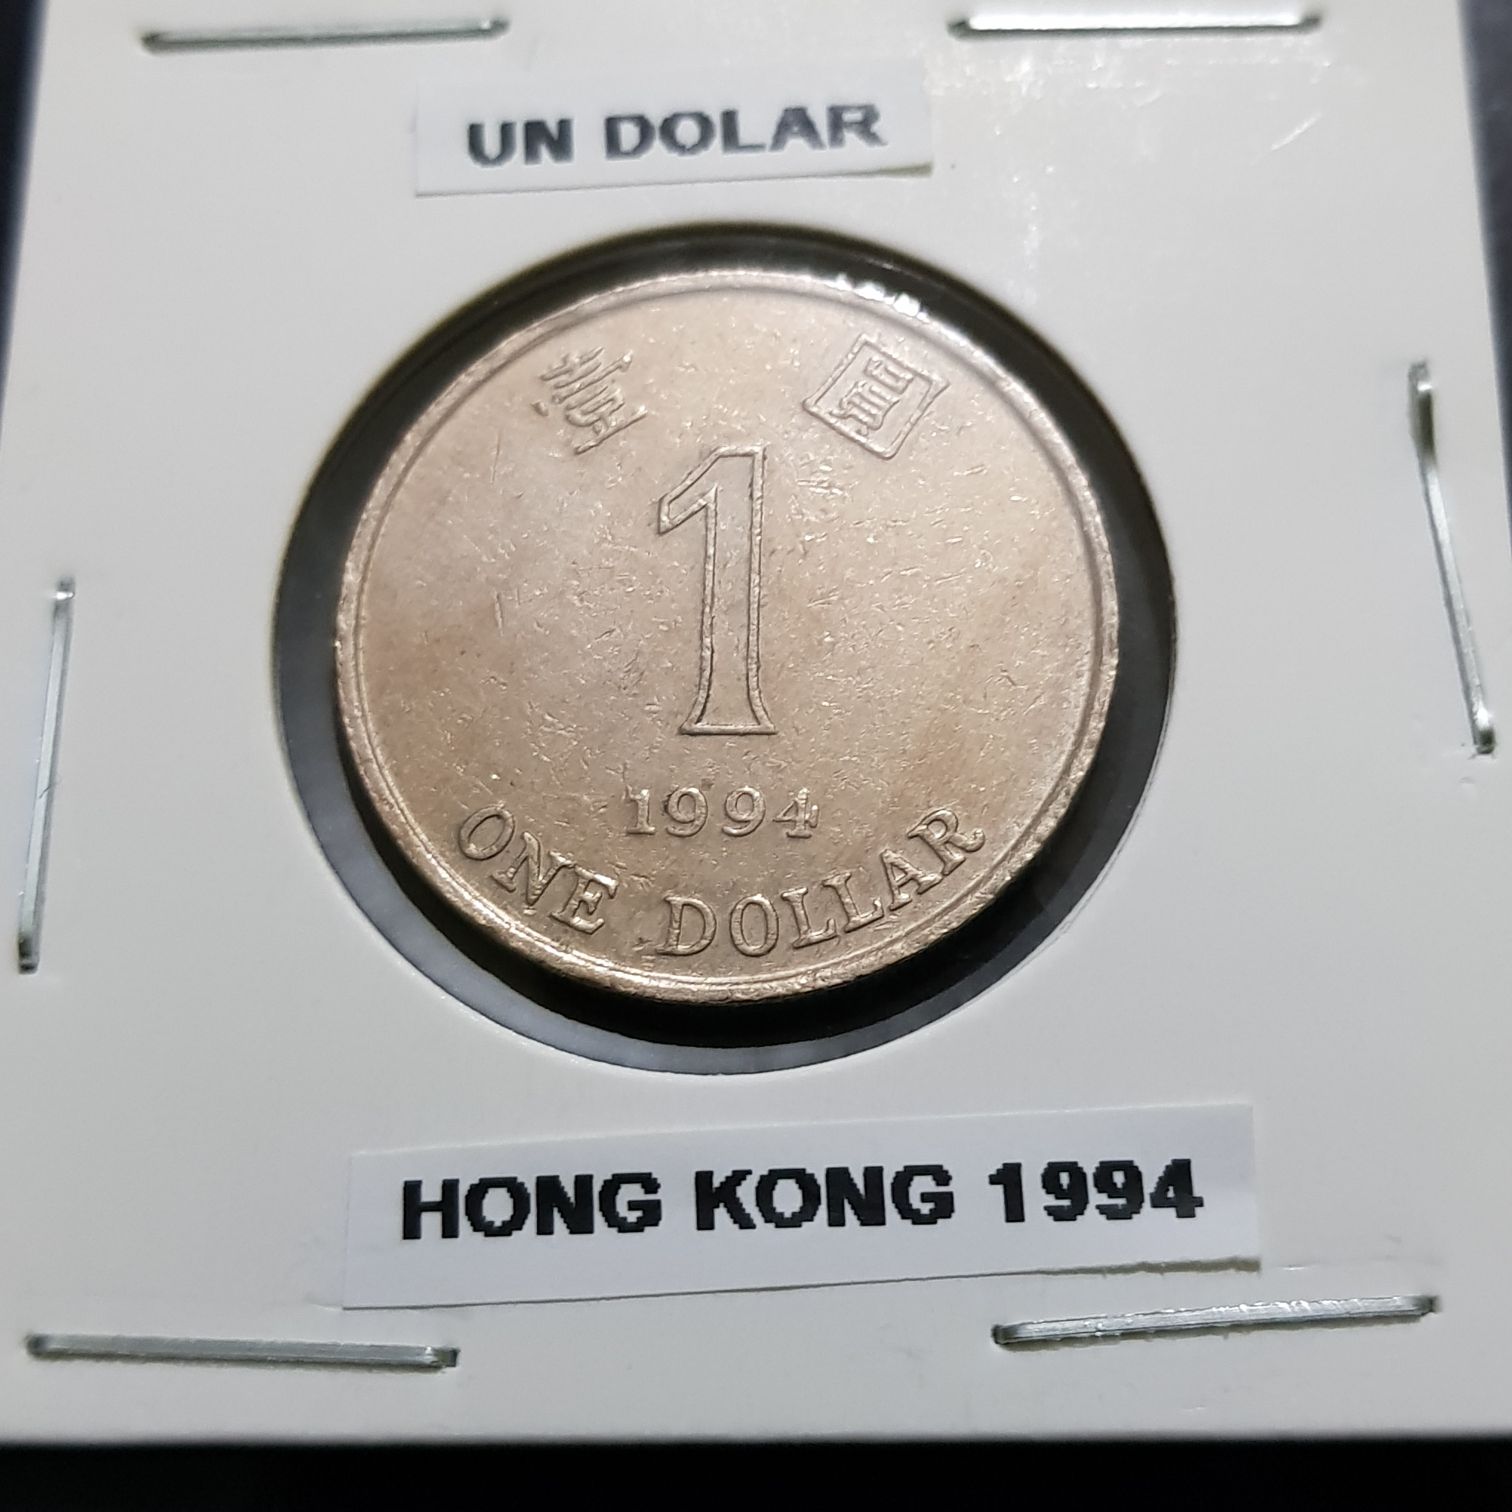 UN DOLAR
壹 圓
1
1994
ONE DOLLAR
HONG KONG 1994